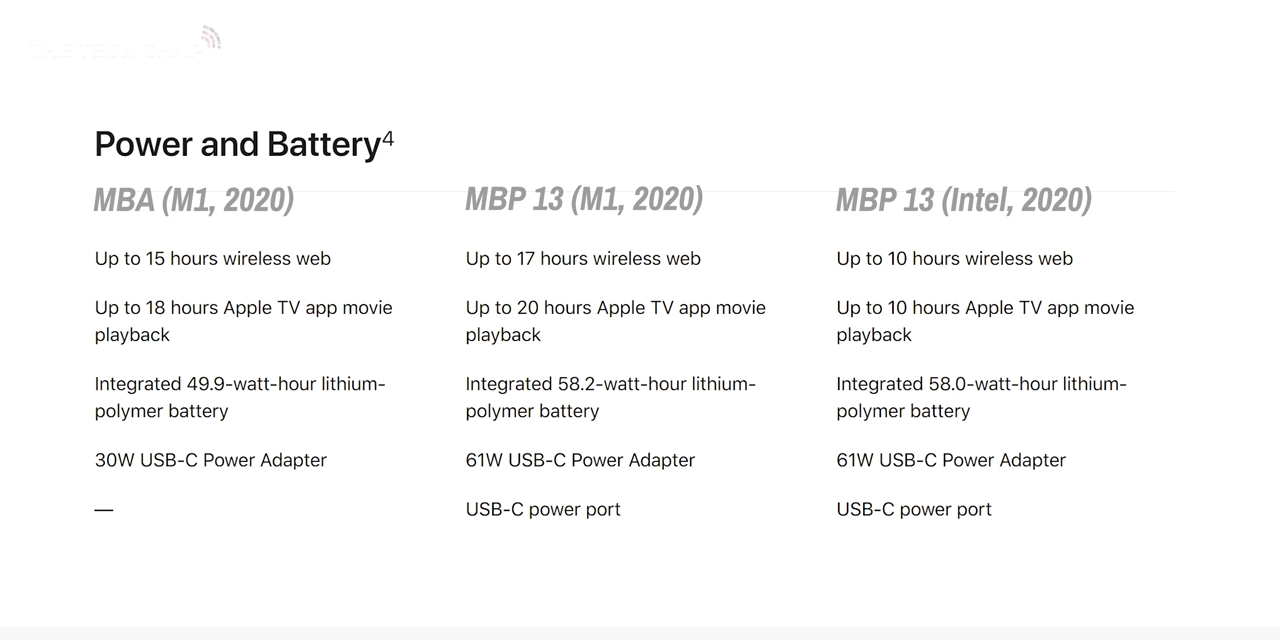 THE TECH CHAP
Power and Battery4
MBA (M1, 2020)
MBP 13 (M1, 2020)
MBP 13 (Intel, 2020)
Up to 15 hours wireless web
Up to 17 hours wireless web
Up to 10 hours wireless web
Up to 18 hours Apple TV app movie
playback
Up to 20 hours Apple TV app movie
playback
Up to 10 hours Apple TV app movie
playback
Integrated 49.9-watt-hour lithium-
polymer battery
Integrated 58.2-watt-hour lithium-
polymer battery
Integrated 58.0-watt-hour lithium-
polymer battery
30W USB-C Power Adapter
61W USB-C Power Adapter
61W USB-C Power Adapter
—
USB-C power port
USB-C power port